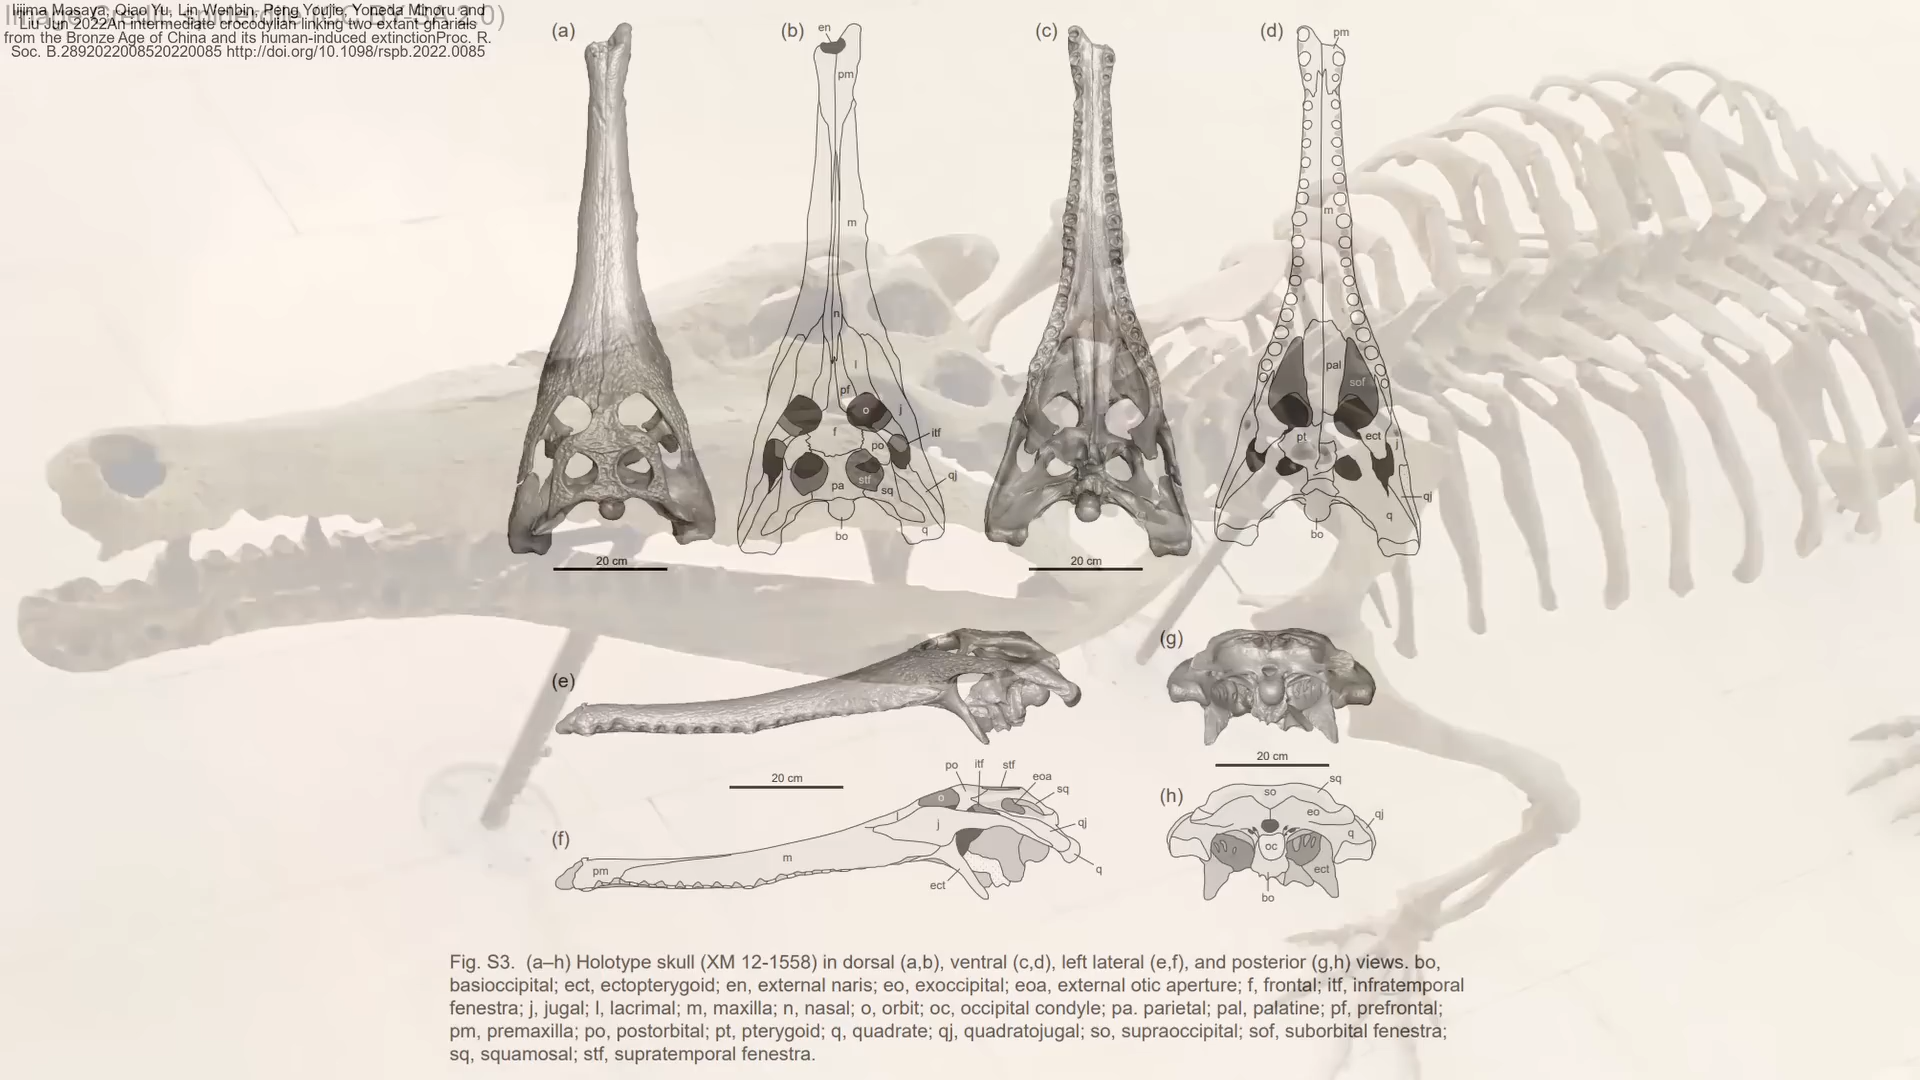 Iijima Masaya, Qiao Yu, Lin Wenbin, Peng Youjie, Yoneda Minoru and
Liu Jun 2022An intermediate crocodylian linking two extant gharials
from the Bronze Age of China and its human-induced extinctionProc. R.
Soc. B.2892022008520220085 http://doi.org/10.1098/rspb.2022.0085
(a) (b) (c) (d)
en pm
pm
m m
n
l pal sof
pf
o j
f itf pt ect j
po
stf pa sq qj qj
q q
bo bo
20 cm 20 cm
(e) (g)
20 cm 20 cm
po itf stf eoa sq
o
j qj
(f) m
pm
ect q
(h) so sq
eo qj
q
oc
ect
bo
Fig. S3. (a–h) Holotype skull (XM 12-1558) in dorsal (a,b), ventral (c,d), left lateral (e,f), and posterior (g,h) views. bo,
basioccipital; ect, ectopterygoid; en, external naris; eo, exoccipital; eoa, external otic aperture; f, frontal; itf, infratemporal
fenestra; j, jugal; l, lacrimal; m, maxilla; n, nasal; o, orbit; oc, occipital condyle; pa. parietal; pal, palatine; pf, prefrontal;
pm, premaxilla; po, postorbital; pt, pterygoid; q, quadrate; qj, quadratojugal; so, supraoccipital; sof, suborbital fenestra;
sq, squamosal; stf, supratemporal fenestra.